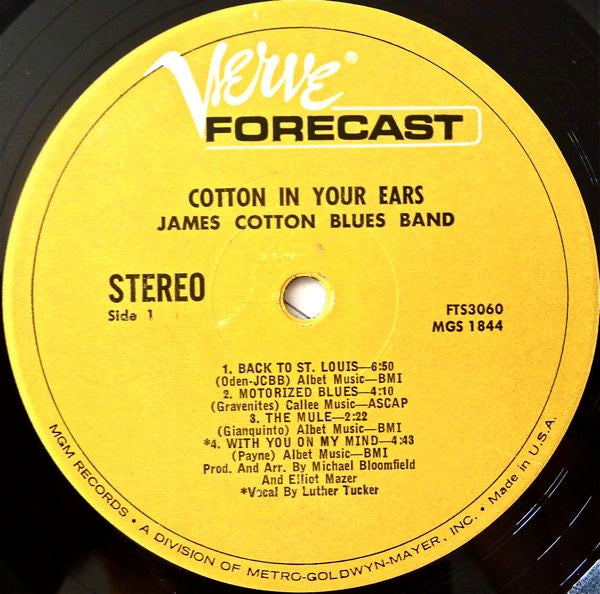 Verve®
FORECAST
COTTON IN YOUR EARS
JAMES COTTON BLUES BAND
STEREO
Side 1
FTS3060
MGS 1844
1. BACK TO ST. LOUIS—6:50
(Oden-JCBB) Albet Music—BMI
2. MOTORIZED BLUES—4:10
(Gravenites) Callee Music—ASCAP
3. THE MULE—2:22
(Gianquinto) Albet Music—BMI
*4. WITH YOU ON MY MIND—4:43
(Payne) Albet Music—BMI
Prod. And Arr. By Michael Bloomfield
And Elliot Mazer
*Vocal By Luther Tucker
MGM RECORDS • A DIVISION OF METRO-GOLDWYN-MAYER, INC. • Made in U.S.A.